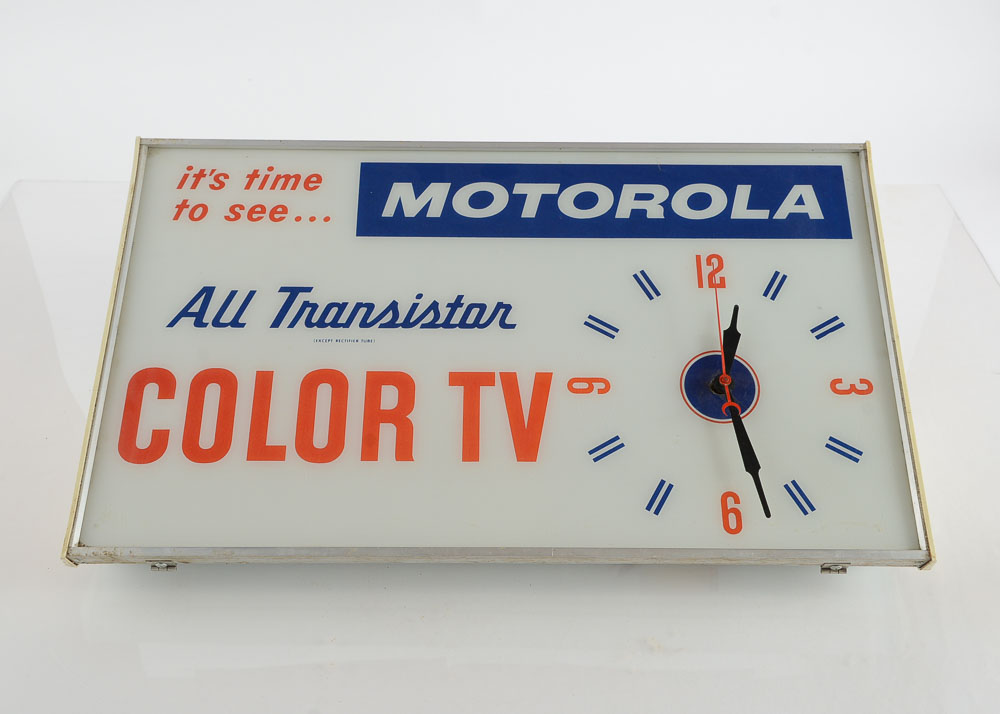 it's time
to see...
MOTOROLA
All Transistor
(EXCEPT RECTIFIER TUBE)
COLOR TV
12
9
3
6